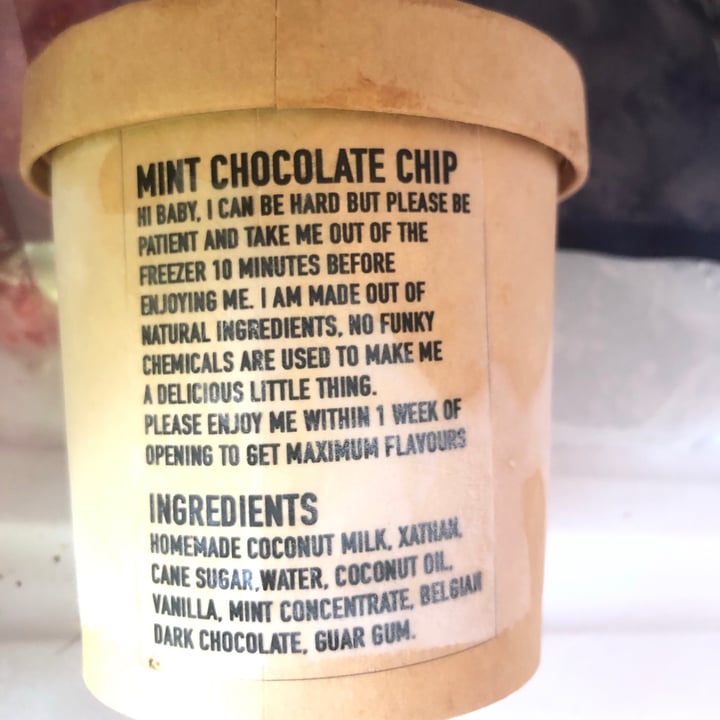 MINT CHOCOLATE CHIP
HI BABY, I CAN BE HARD BUT PLEASE BE
PATIENT AND TAKE ME OUT OF THE
FREEZER 10 MINUTES BEFORE
ENJOYING ME. I AM MADE OUT OF
NATURAL INGREDIENTS, NO FUNKY
CHEMICALS ARE USED TO MAKE ME
A DELICIOUS LITTLE THING.
PLEASE ENJOY ME WITHIN 1 WEEK OF
OPENING TO GET MAXIMUM FLAVOURS
INGREDIENTS
HOMEMADE COCONUT MILK, XATHAN,
CANE SUGAR,WATER, COCONUT OIL,
VANILLA, MINT CONCENTRATE, BELGIAN
DARK CHOCOLATE, GUAR GUM.